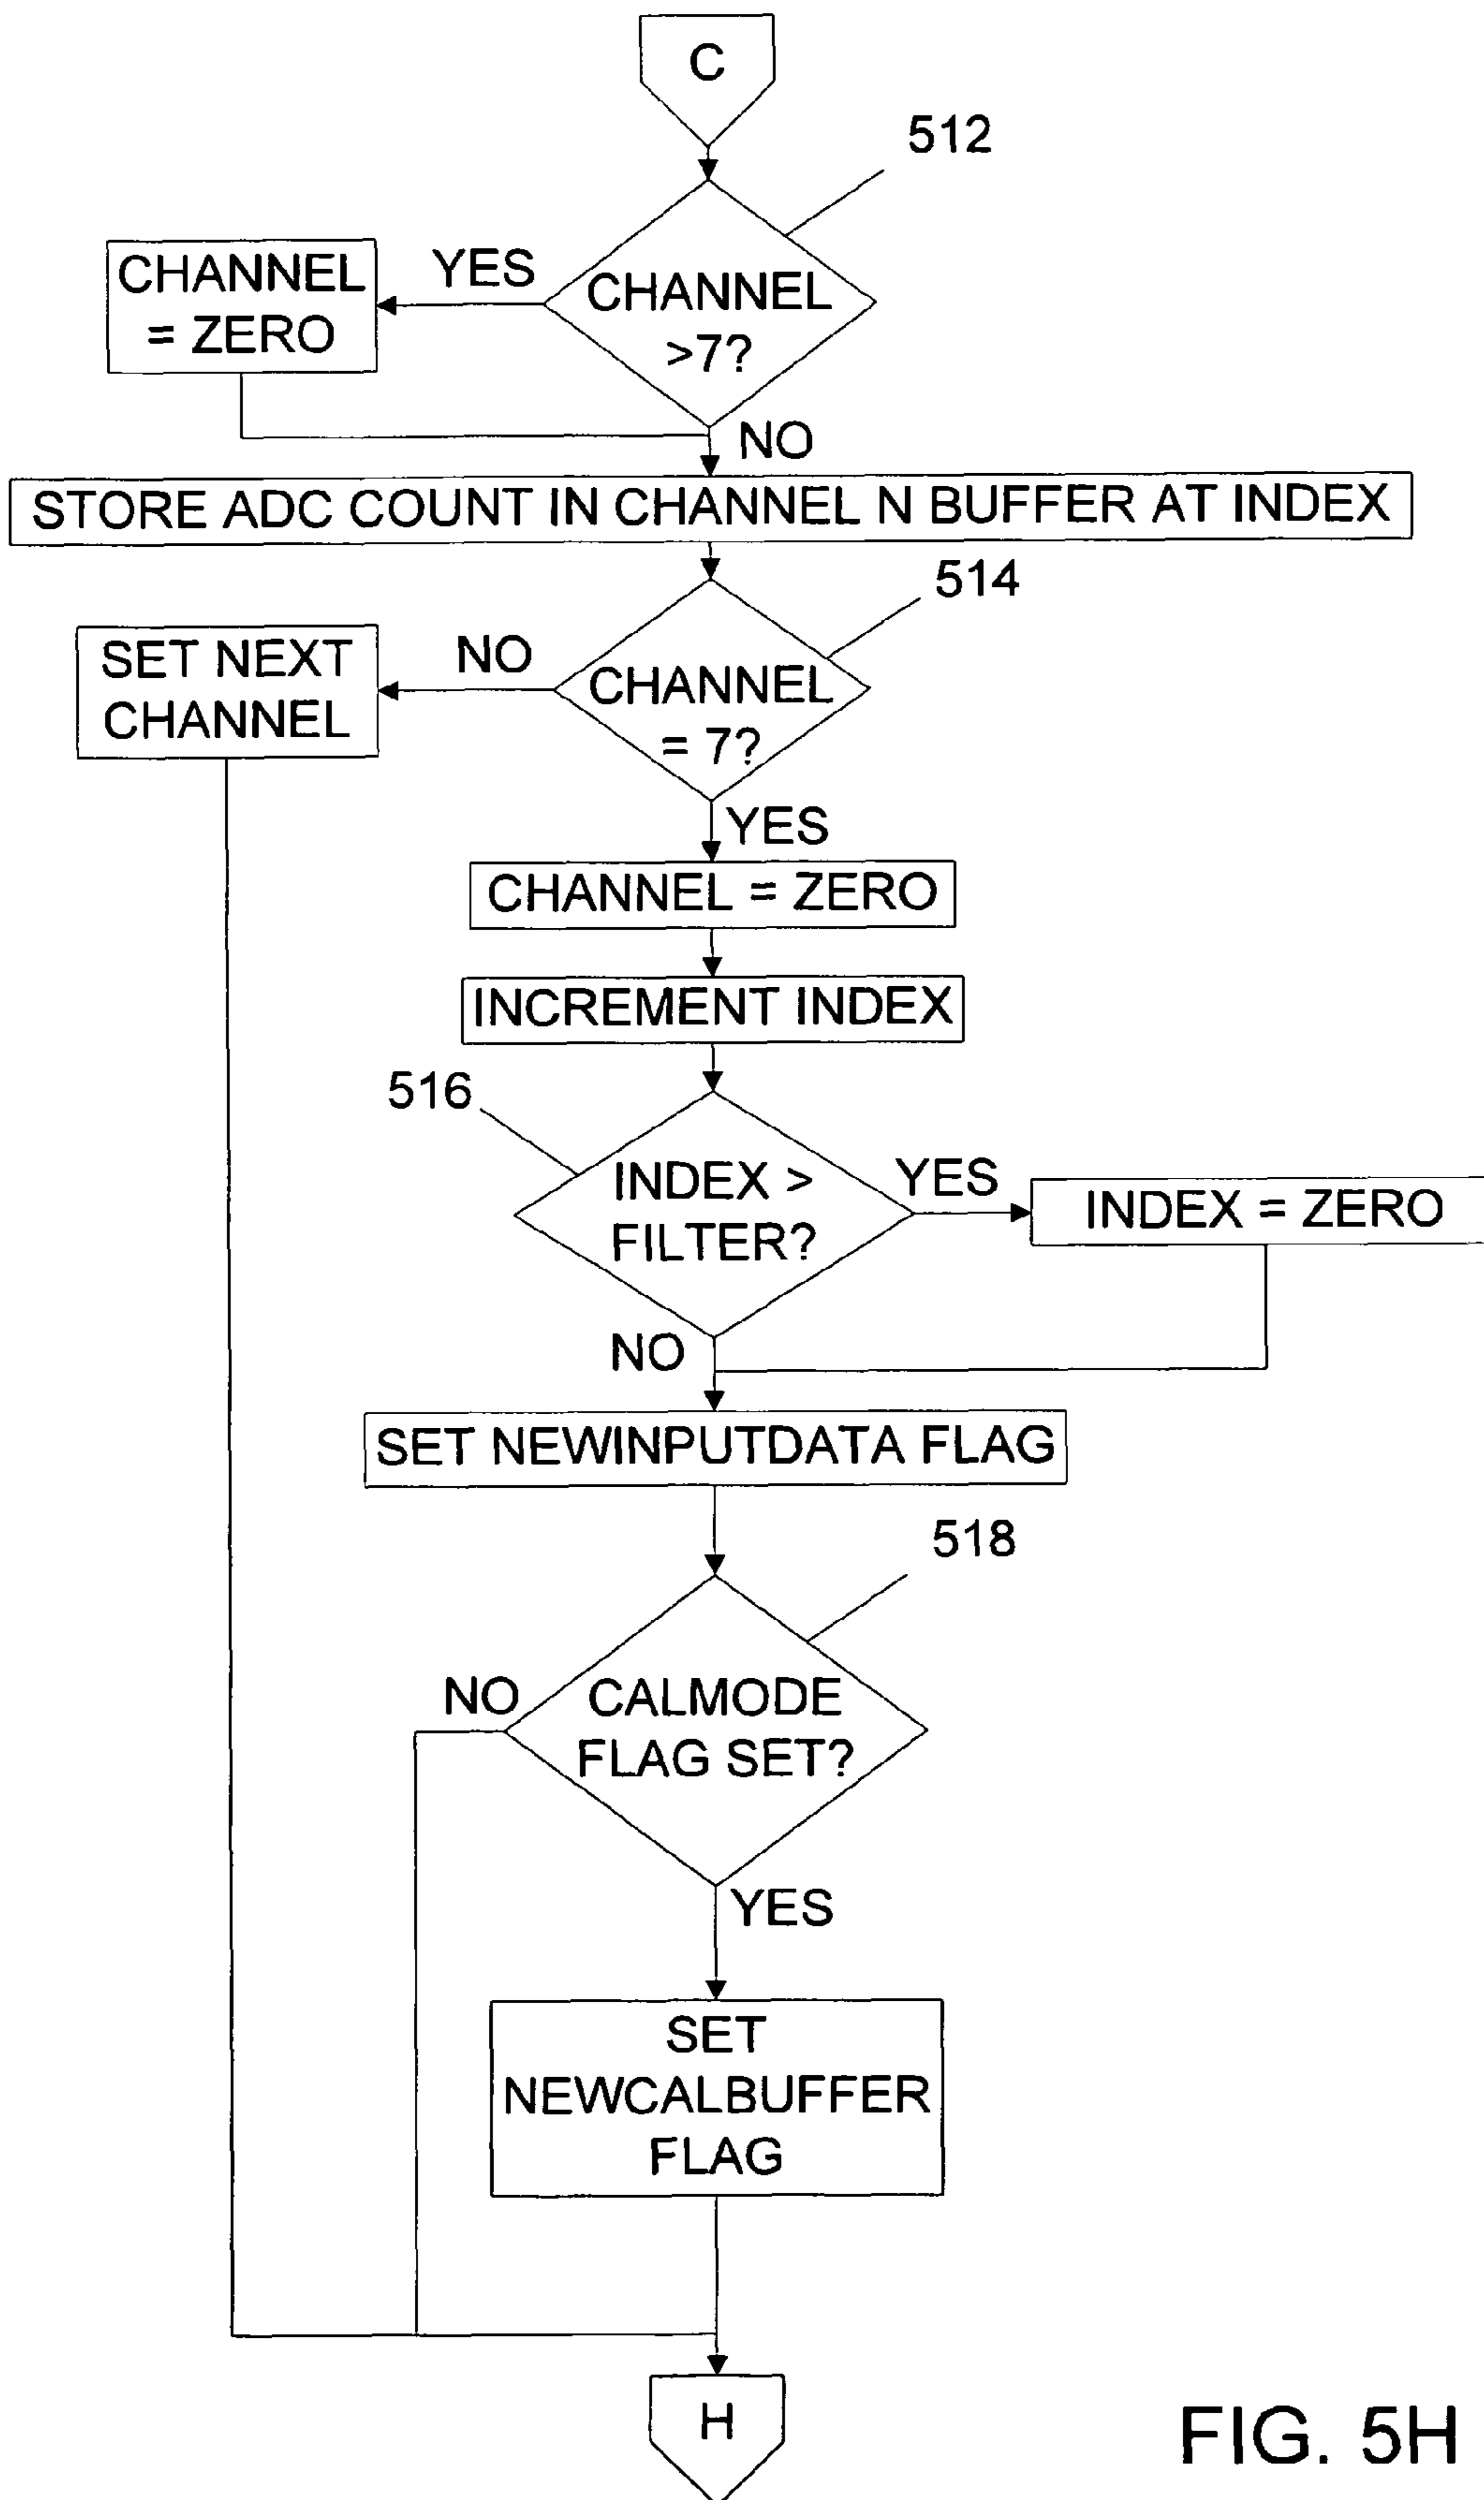 C
512
YES
CHANNEL
= ZERO
CHANNEL
>7?
NO
STORE ADC COUNT IN CHANNEL N BUFFER AT INDEX
514
SET NEXT
CHANNEL
NO
CHANNEL
= 7?
YES
CHANNEL = ZERO
INCREMENT INDEX
516
INDEX >
FILTER?
YES
INDEX = ZERO
NO
SET NEWINPUTDATA FLAG
518
NO
CALMODE
FLAG SET?
YES
SET
NEWCALBUFFER
FLAG
H
FIG. 5H